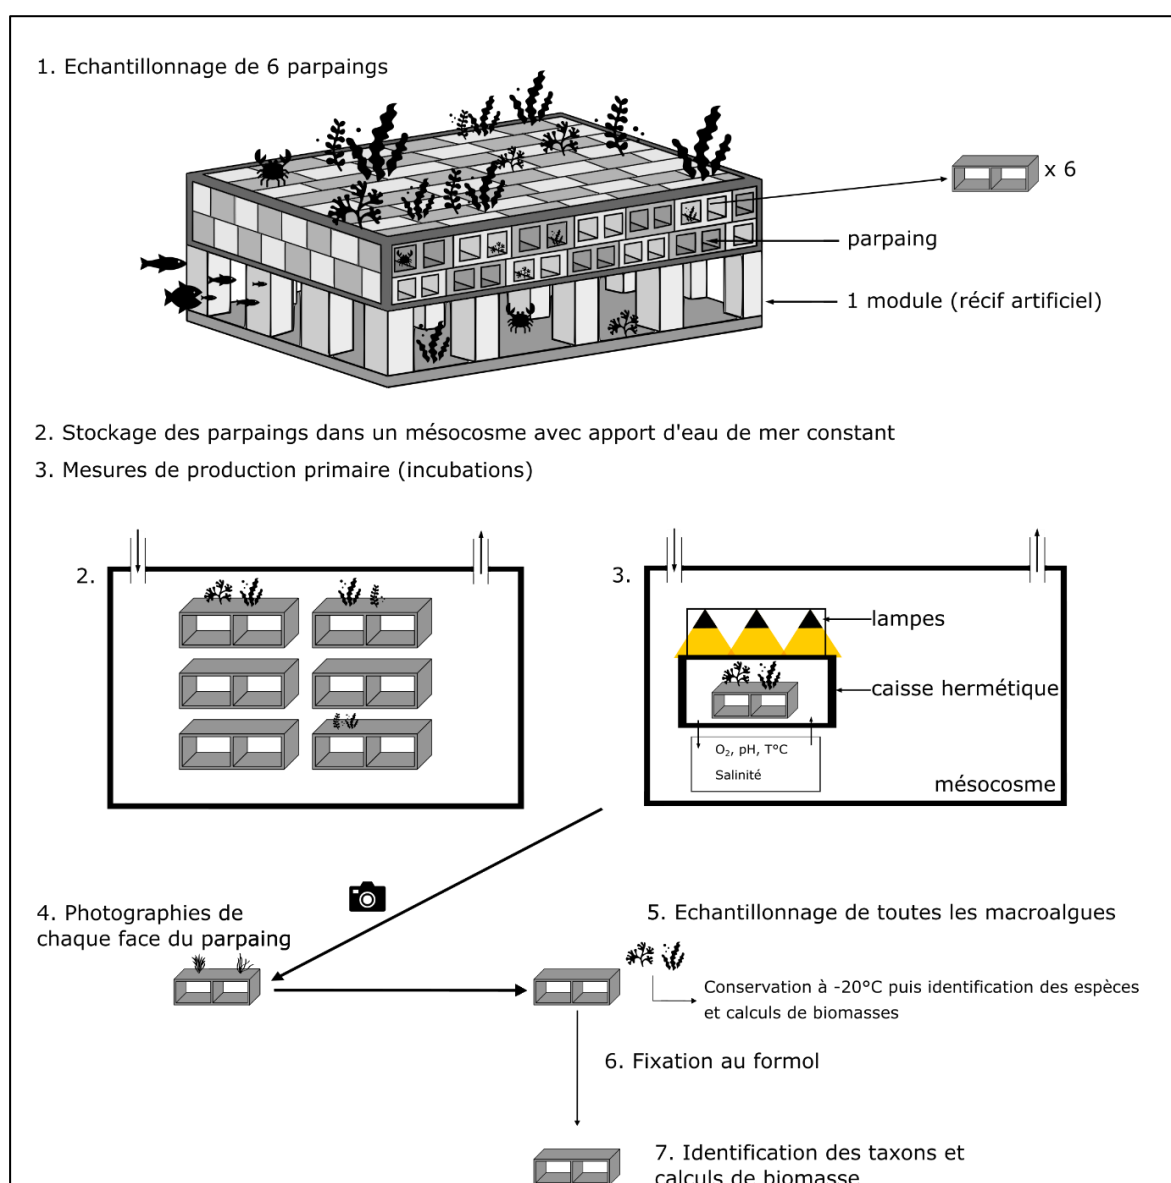 1. Echantillonnage de 6 parpaings
x 6
parpaing
1 module (récif artificiel)
2. Stockage des parpaings dans un mésocosme avec apport d'eau de mer constant
3. Mesures de production primaire (incubations)
2.
3.
lampes
caisse hermétique
O₂, pH, T°C
Salinité
mésocosme
4. Photographies de
chaque face du parpaing
5. Echantillonnage de toutes les macroalgues
Conservation à -20°C puis identification des espèces
et calculs de biomasses
6. Fixation au formol
7. Identification des taxons et
calculs de biomasse